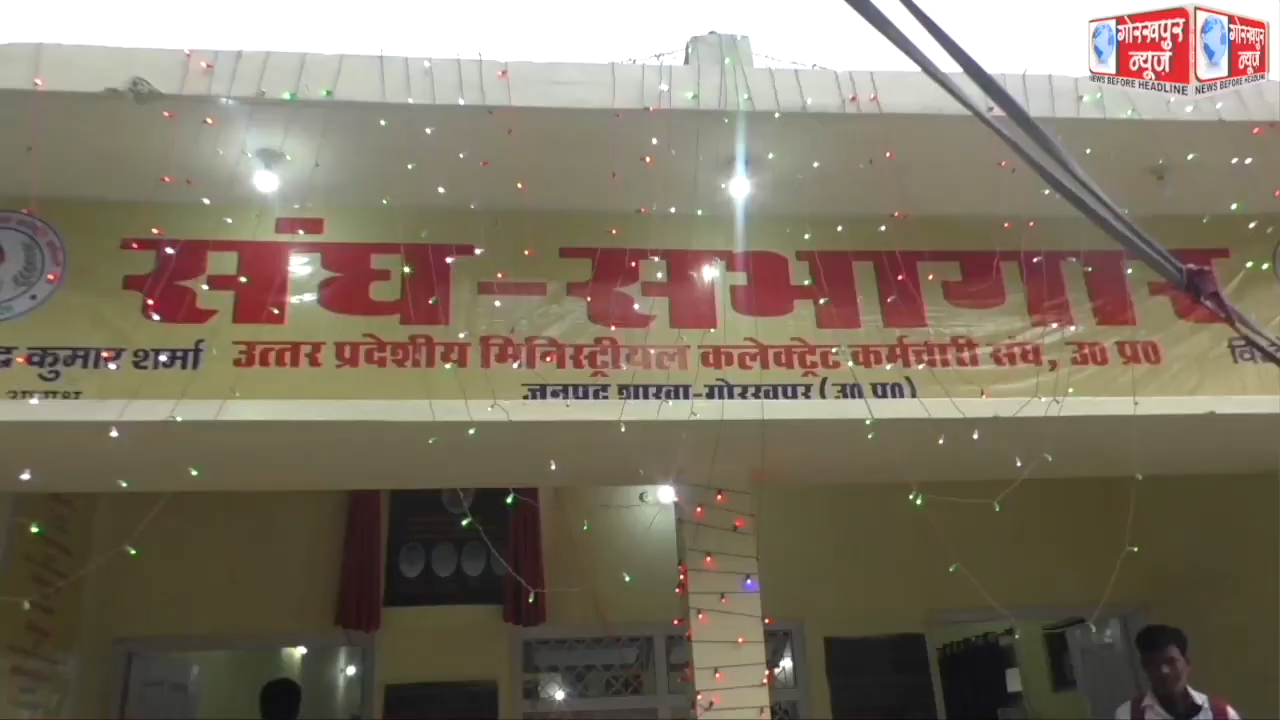 गोरखपुर न्यूज़ गोरखपुर न्यूज़
NEWS BEFORE HEADLINE NEWS BEFORE HEADLINE
संघ-सभागार
कुमार शर्मा उत्तर प्रदेशीय मिनिस्ट्रीयल कलेक्ट्रेट कर्मचारी संघ, उ0 प्र0
जनपद शाखा-गोरखपुर (उ0 प्र0)